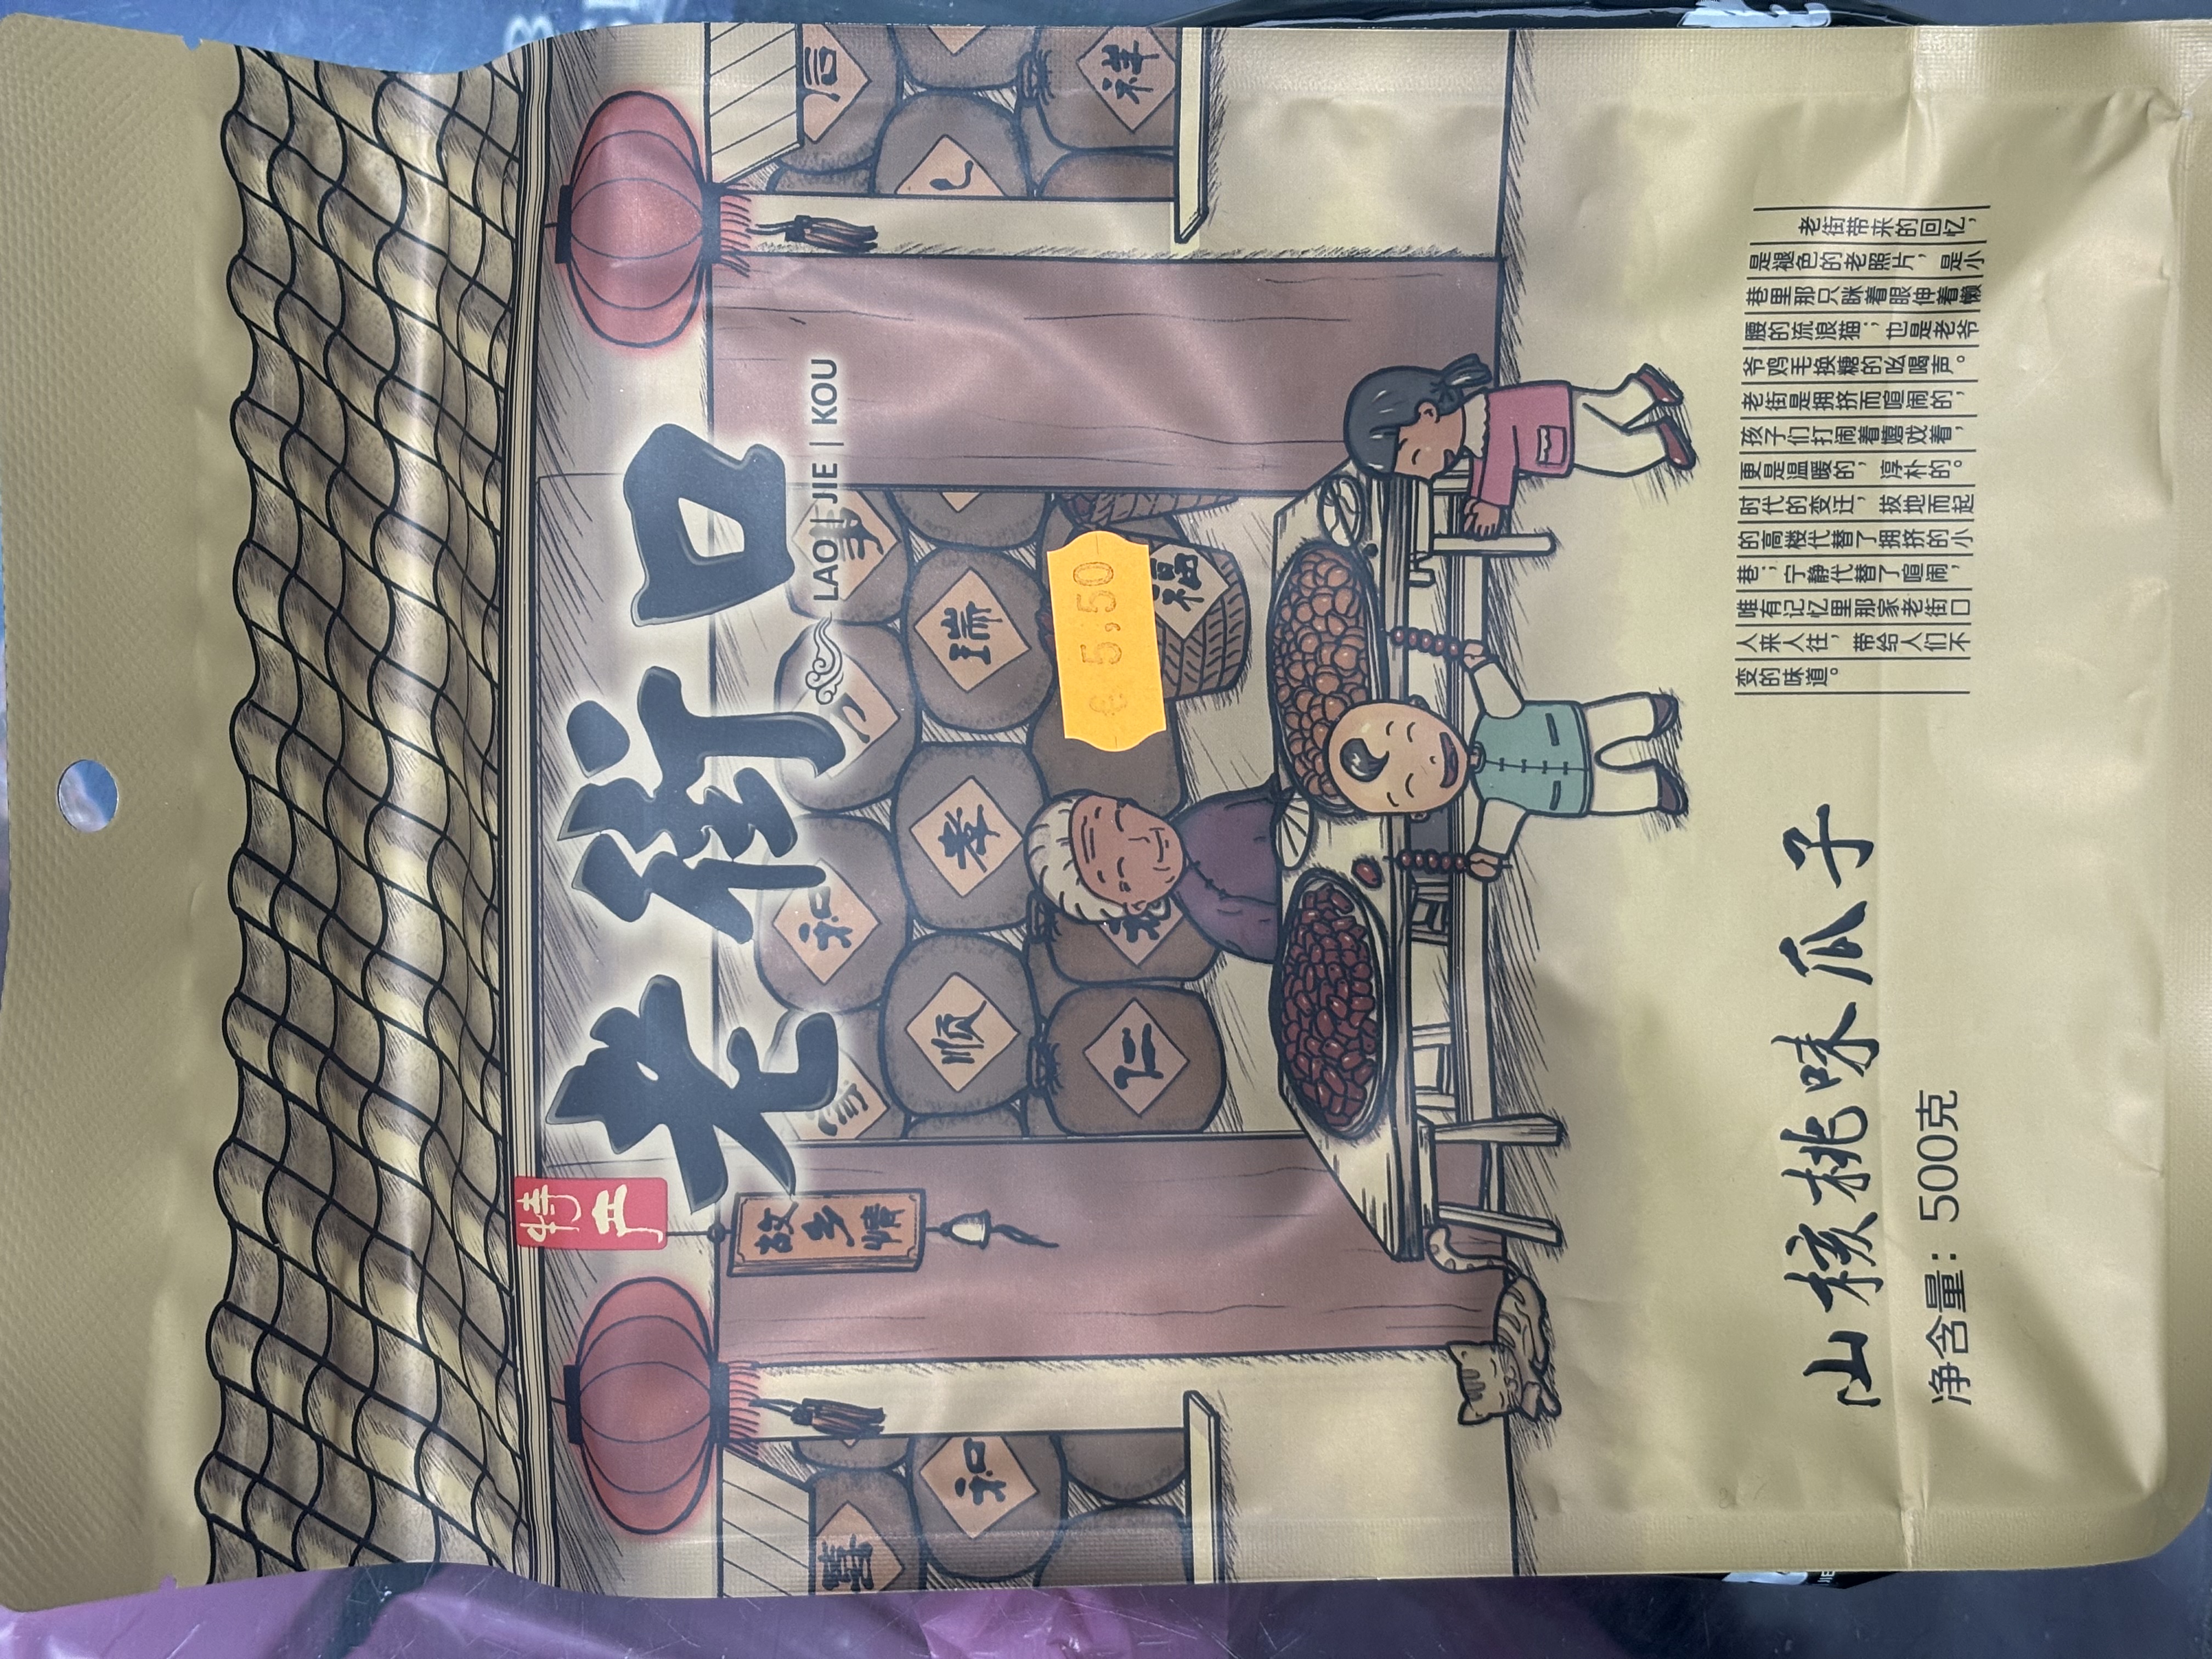 特产
老街口
LAO | JIE | KOU
故乡情
喜
和
和
事
信
和
顺
孝
瑞
仁
福
祥
€ 5,50
山核桃味瓜子
净含量：500克
老街带来的回忆，
是褪色的老照片，是小
巷里那只眯着眼伸着懒
腰的流浪猫；也是老爷
爷鸡毛换糖的吆喝声。
老街是拥挤而喧闹的，
孩子们打闹着嬉戏着，
更是温暖的，淳朴的。
时代的变迁，拔地而起
的高楼代替了拥挤的小
巷；宁静代替了喧闹，
唯有记忆里那家老街口
人来人往，带给人们不
变的味道。